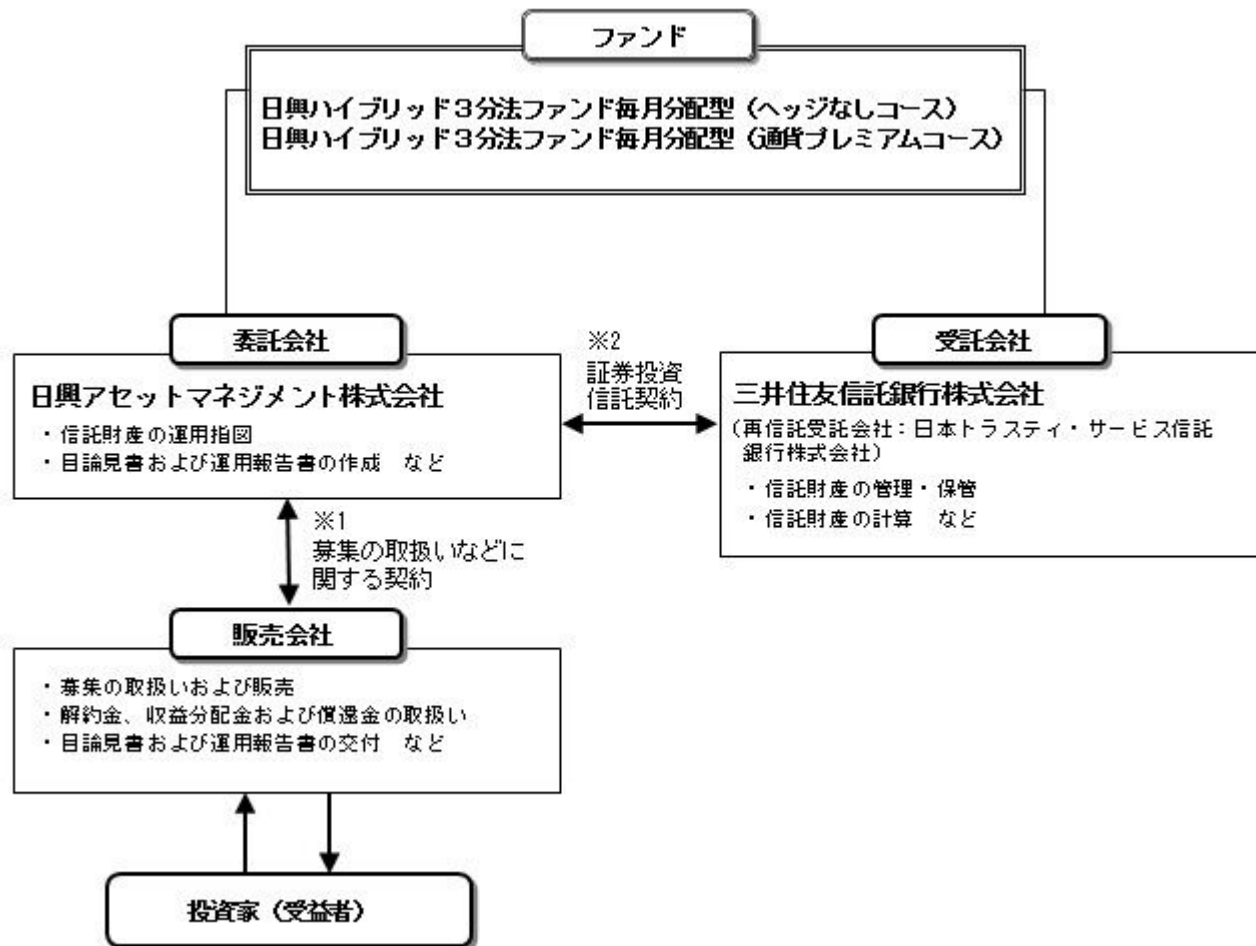 ファンド
日興ハイブリッド３分法ファンド毎月分配型（ヘッジなしコース）
日興ハイブリッド３分法ファンド毎月分配型（通貨プレミアムコース）
委託会社
日興アセットマネジメント株式会社
・信託財産の運用指図
・目論見書および運用報告書の作成　など
※2
証券投資
信託契約
受託会社
三井住友信託銀行株式会社
（再信託受託会社：日本トラスティ・サービス信託
銀行株式会社）
・信託財産の管理・保管
・信託財産の計算　など
※1
募集の取扱いなどに
関する契約
販売会社
・募集の取扱いおよび販売
・解約金、収益分配金および償還金の取扱い
・目論見書および運用報告書の交付　など
投資家（受益者）